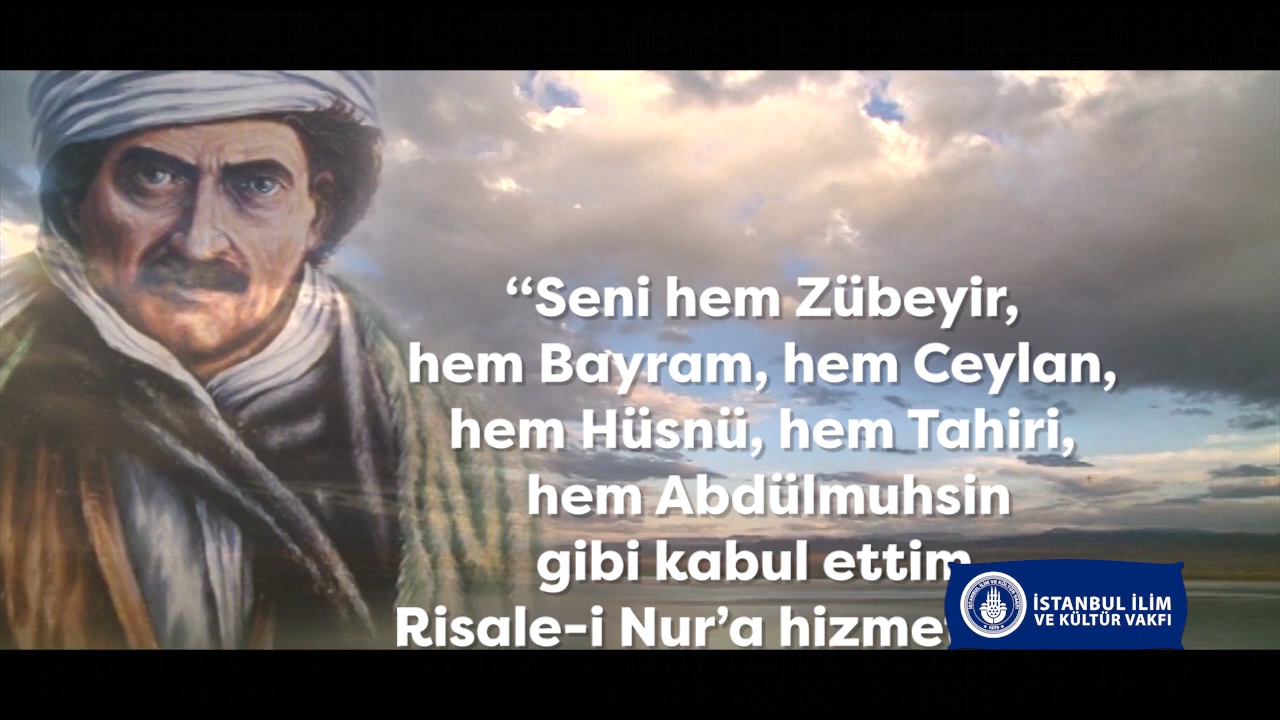 “Seni hem Zübeyir,
hem Bayram, hem Ceylan,
hem Hüsnü, hem Tahiri,
hem Abdülmuhsin
gibi kabul ettim
Risale-i Nur’a
İSTANBUL İLİM
VE KÜLTÜR VAKFI